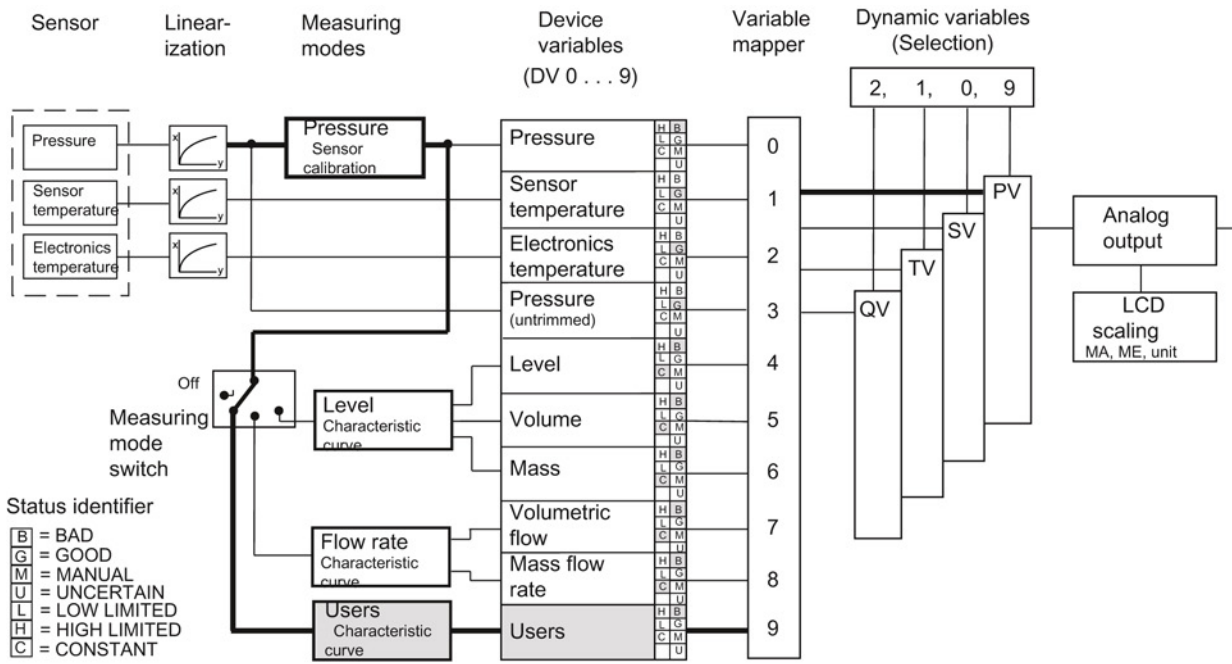 Sensor
Linear-
ization
Measuring
modes
Device
variables
(DV 0 . . . 9)
Variable
mapper
Dynamic variables
(Selection)
2, 1, 0, 9
Pressure
x
y
Pressure
Sensor
calibration
Pressure
H B
L G
C M
U
0
Sensor
temperature
x
y
Sensor
temperature
H B
L G
C M
U
1
Electronics
temperature
x
y
Electronics
temperature
H B
L G
C M
U
2
Pressure
(untrimmed)
H B
L G
C M
U
3
PV
SV
TV
QV
Analog
output
LCD
scaling
MA, ME, unit
Off
Measuring
mode
switch
Level
Characteristic
curve
Level
H B
L G
C M
U
4
Volume
H B
L G
C M
U
5
Mass
H B
L G
C M
U
6
Flow rate
Characteristic
curve
Volumetric
flow
H B
L G
C M
U
7
Mass flow
rate
H B
L G
C M
U
8
Users
Characteristic
curve
Users
H B
L G
C M
U
9
Status identifier
B = BAD
G = GOOD
M = MANUAL
U = UNCERTAIN
L = LOW LIMITED
H = HIGH LIMITED
C = CONSTANT